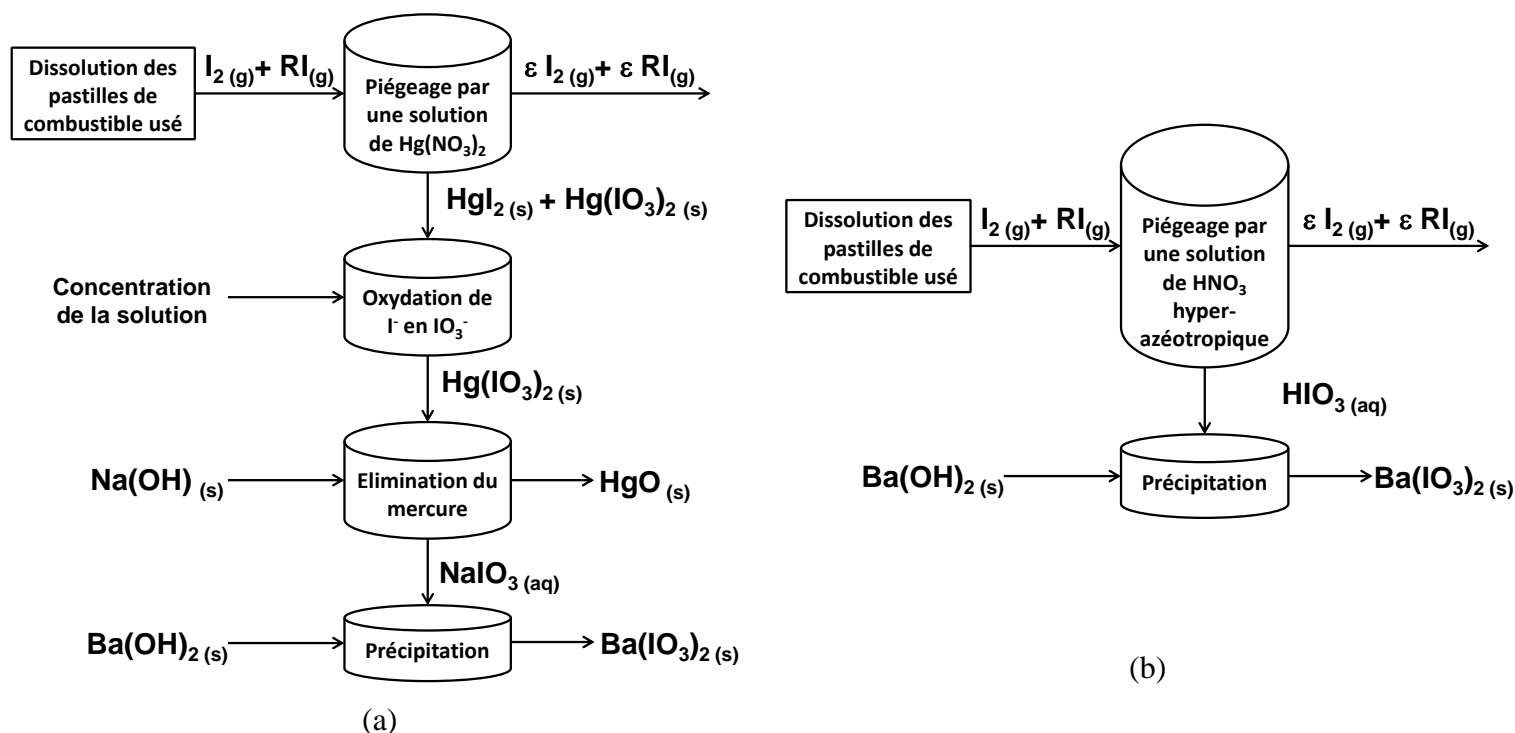 Dissolution des
pastilles de
combustible usé
I2 (g)+ RI(g)
Piégeage par
une solution
de Hg(NO3)2
ε I2 (g)+ ε RI(g)
HgI2 (s) + Hg(IO3)2 (s)
Concentration
de la solution
Oxydation de
I- en IO3-
Hg(IO3)2 (s)
Na(OH) (s)
Elimination du
mercure
HgO (s)
NaIO3 (aq)
Ba(OH)2 (s)
Précipitation
Ba(IO3)2 (s)
(a)
Dissolution des
pastilles de
combustible usé
I2 (g)+ RI(g)
Piégeage par
une solution
de HNO3
hyper-
azéotropique
ε I2 (g)+ ε RI(g)
HIO3 (aq)
Ba(OH)2 (s)
Précipitation
Ba(IO3)2 (s)
(b)